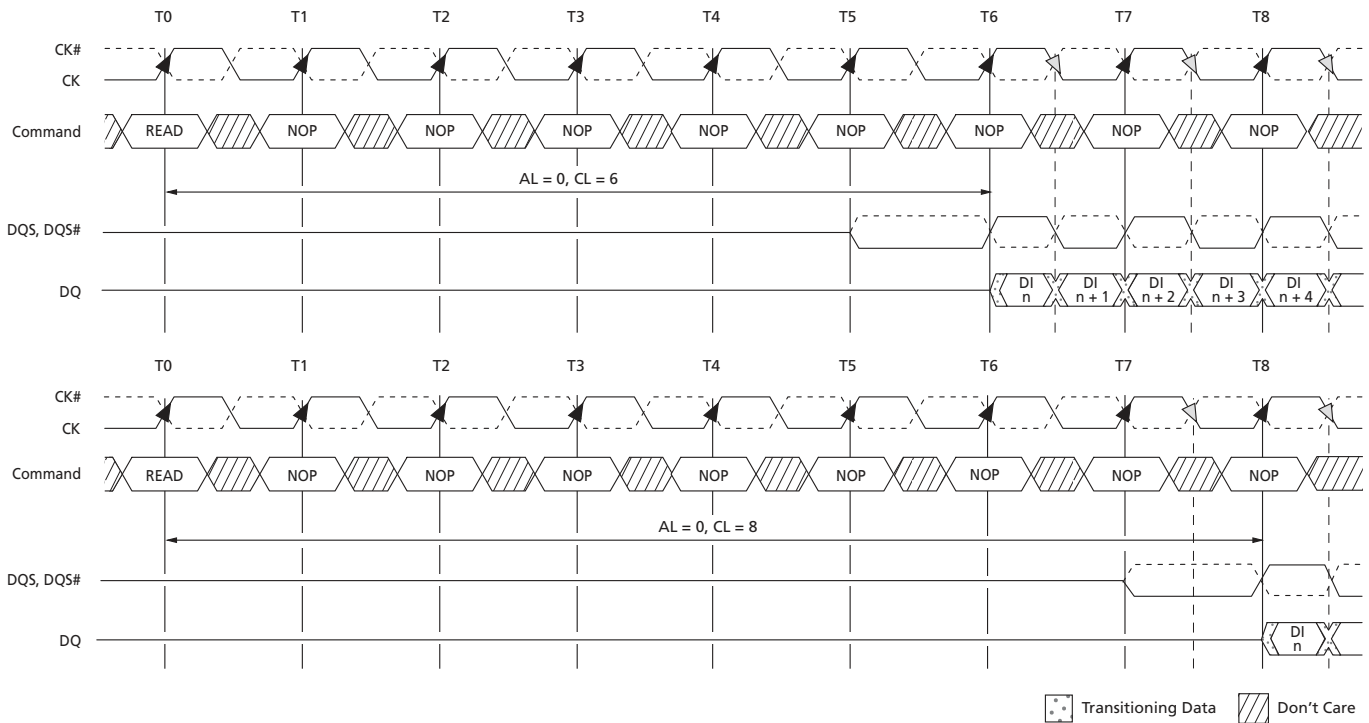 T0 T1 T2 T3 T4 T5 T6 T7 T8
CK#
CK
Command READ NOP NOP NOP NOP NOP NOP NOP NOP
AL = 0, CL = 6
DQS, DQS#
DQ DI n DI n + 1 DI n + 2 DI n + 3 DI n + 4
T0 T1 T2 T3 T4 T5 T6 T7 T8
CK#
CK
Command READ NOP NOP NOP NOP NOP NOP NOP NOP
AL = 0, CL = 8
DQS, DQS#
DQ DI n
Transitioning Data Don't Care